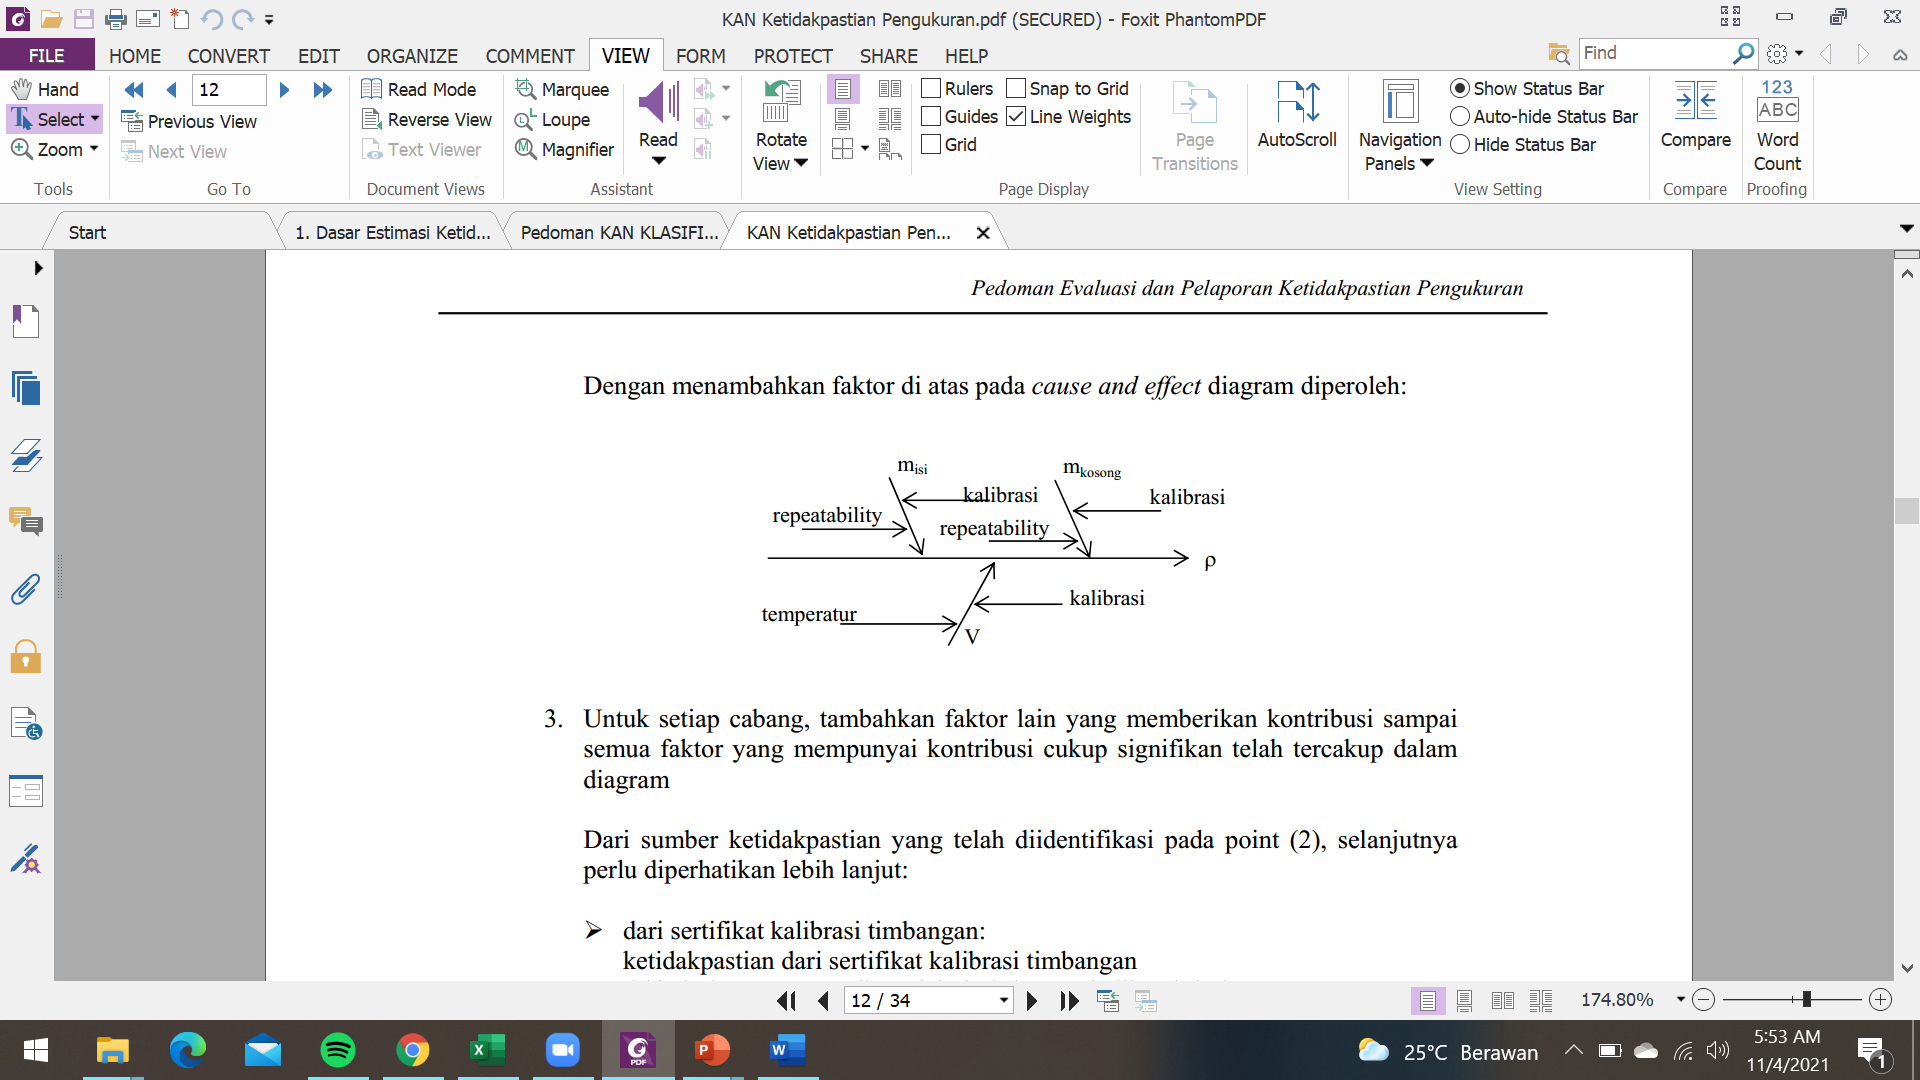 KAN Ketidakpastian Pengukuran.pdf (SECURED) - Foxit PhantomPDF
FILE HOME CONVERT EDIT ORGANIZE COMMENT VIEW FORM PROTECT SHARE HELP Find
Hand 12 Read Mode Marquee Rulers Snap to Grid Show Status Bar 123
Select Previous View Reverse View Loupe Read Rotate View Guides Line Weights Page Transitions AutoScroll Navigation Panels Auto-hide Status Bar Compare ABC Word Count
Zoom Next View Text Viewer Magnifier Grid Hide Status Bar
Tools Go To Document Views Assistant Page Display View Setting Compare Proofing
Start 1. Dasar Estimasi Ketid... Pedoman KAN KLASIFI... KAN Ketidakpastian Pen...
Pedoman Evaluasi dan Pelaporan Ketidakpastian Pengukuran
Dengan menambahkan faktor di atas pada cause and effect diagram diperoleh:
misi mkosong
kalibrasi kalibrasi
repeatability repeatability
ρ
kalibrasi
temperatur
V
3. Untuk setiap cabang, tambahkan faktor lain yang memberikan kontribusi sampai
semua faktor yang mempunyai kontribusi cukup signifikan telah tercakup dalam
diagram
Dari sumber ketidakpastian yang telah diidentifikasi pada point (2), selanjutnya
perlu diperhatikan lebih lanjut:
➢ dari sertifikat kalibrasi timbangan:
ketidakpastian dari sertifikat kalibrasi timbangan
12 / 34 174.80%
25°C Berawan 5:53 AM
11/4/2021 1